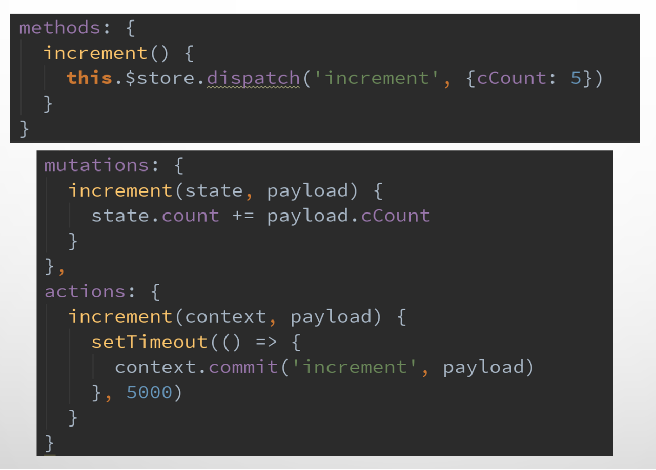 methods: {
  increment() {
    this.$store.dispatch('increment', {cCount: 5})
  }
}
mutations: {
  increment(state, payload) {
    state.count += payload.cCount
  }
},
actions: {
  increment(context, payload) {
    setTimeout(() => {
      context.commit('increment', payload)
    }, 5000)
  }
}